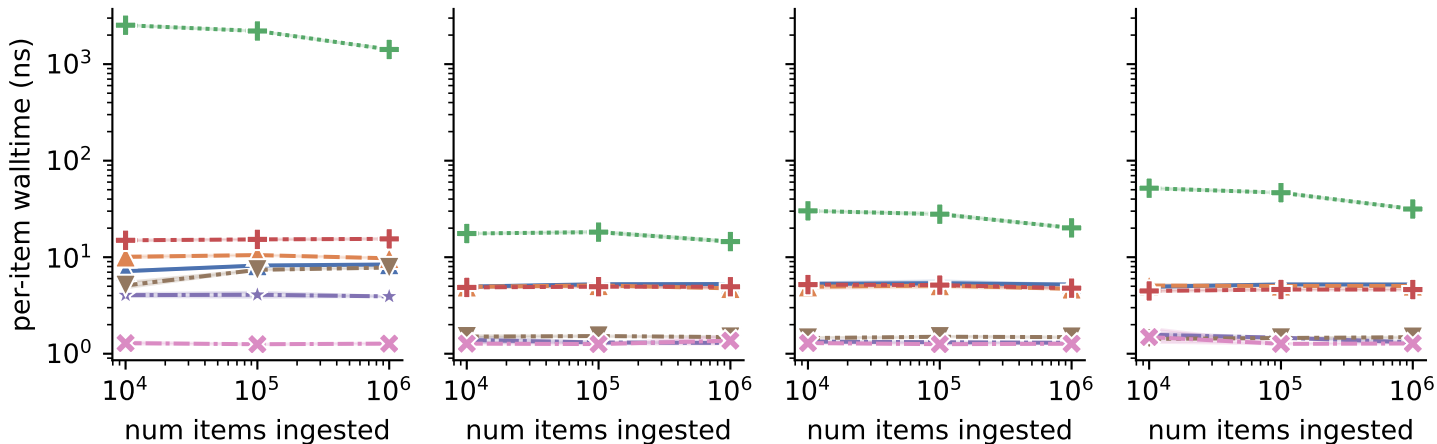 per-item walltime (ns)
10³
10²
10¹
10⁰
10⁴ 10⁵ 10⁶
10⁴ 10⁵ 10⁶
10⁴ 10⁵ 10⁶
10⁴ 10⁵ 10⁶
num items ingested
num items ingested
num items ingested
num items ingested